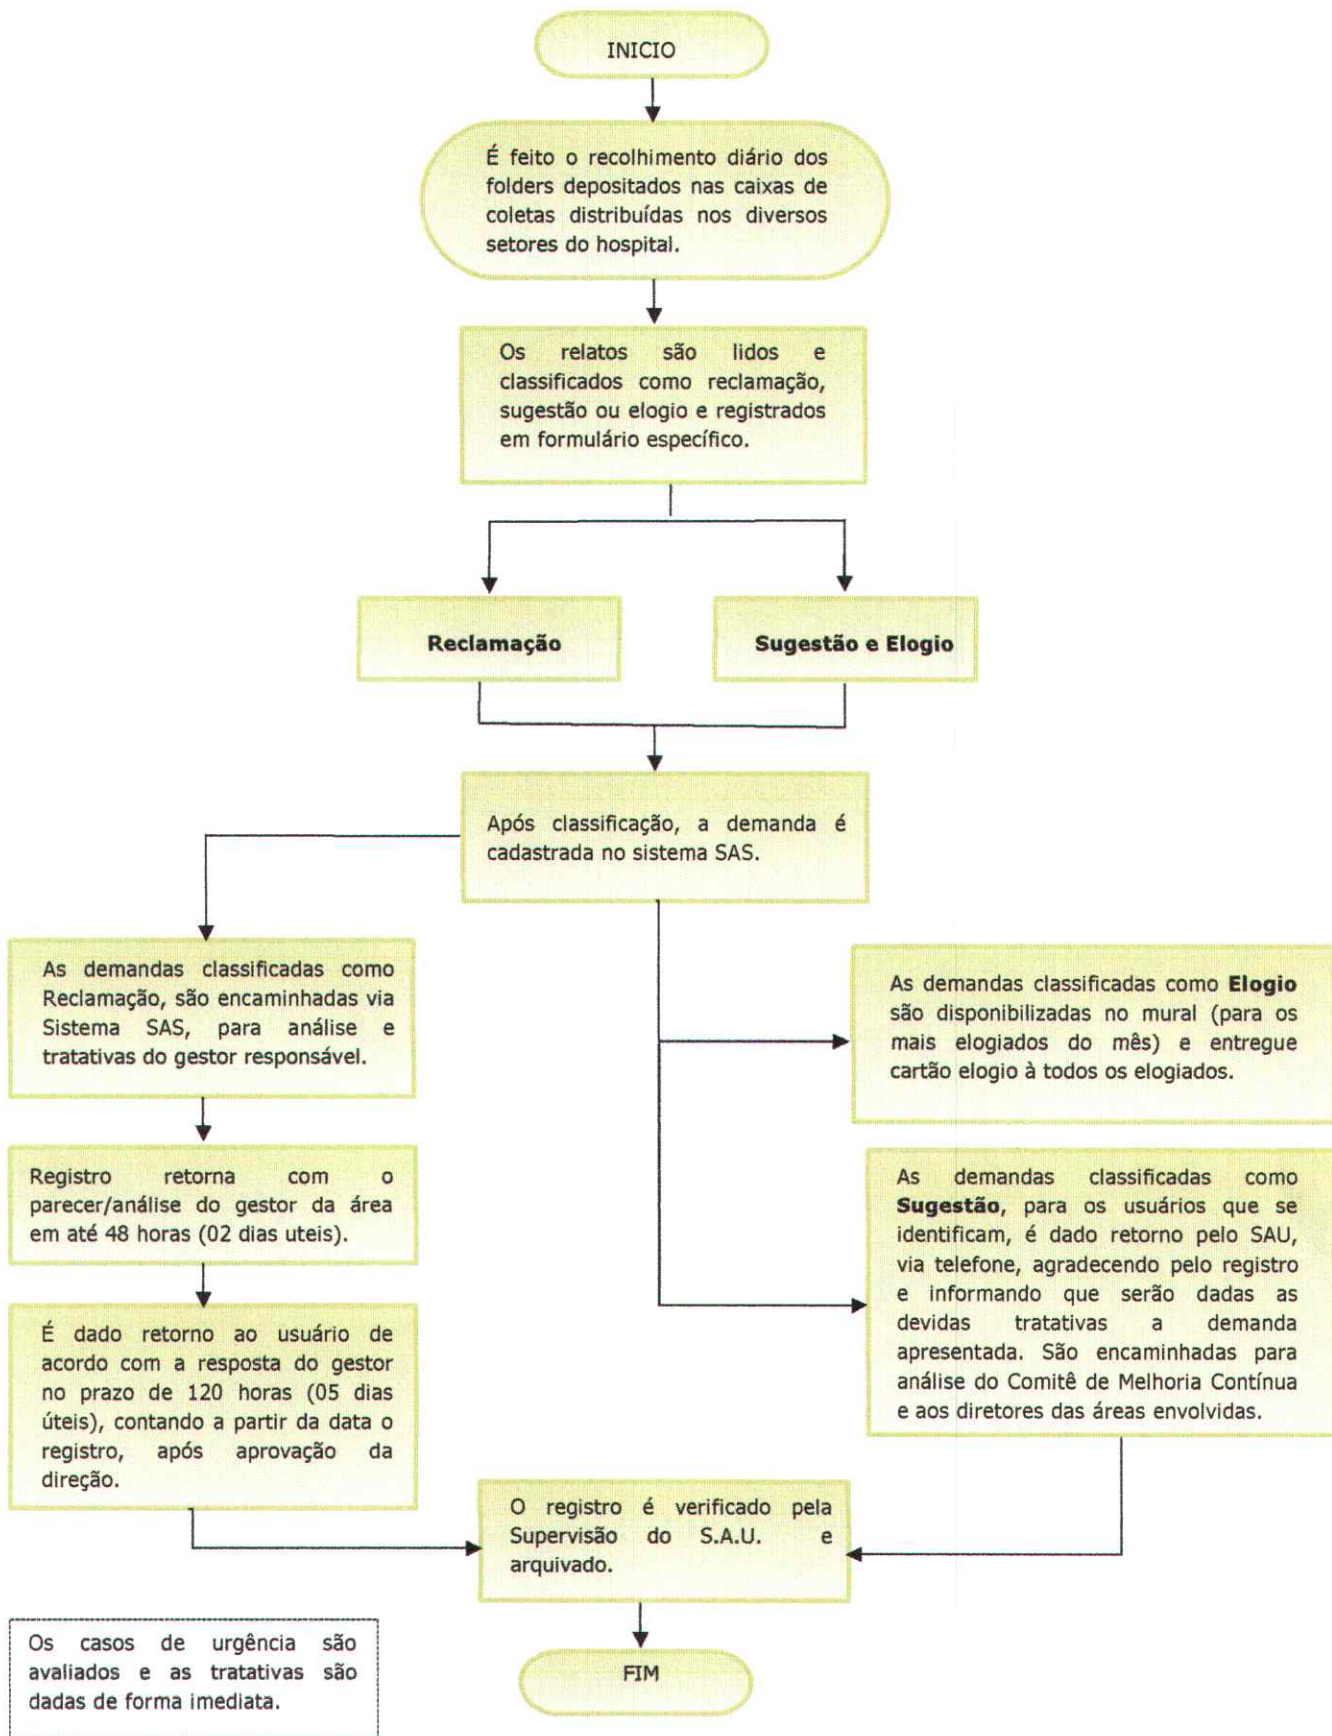 INICIO
É feito o recolhimento diário dos
folders depositados nas caixas de
coletas distribuídas nos diversos
setores do hospital.
Os relatos são lidos e
classificados como reclamação,
sugestão ou elogio e registrados
em formulário específico.
Reclamação
Sugestão e Elogio
Após classificação, a demanda é
cadastrada no sistema SAS.
As demandas classificadas como
Reclamação, são encaminhadas via
Sistema SAS, para análise e
tratativas do gestor responsável.
As demandas classificadas como Elogio
são disponibilizadas no mural (para os
mais elogiados do mês) e entregue
cartão elogio à todos os elogiados.
Registro retorna com o
parecer/análise do gestor da área
em até 48 horas (02 dias uteis).
As demandas classificadas como
Sugestão, para os usuários que se
identificam, é dado retorno pelo SAU,
via telefone, agradecendo pelo registro
e informando que serão dadas as
devidas tratativas a demanda
apresentada. São encaminhadas para
análise do Comitê de Melhoria Contínua
e aos diretores das áreas envolvidas.
É dado retorno ao usuário de
acordo com a resposta do gestor
no prazo de 120 horas (05 dias
úteis), contando a partir da data o
registro, após aprovação da
direção.
O registro é verificado pela
Supervisão do S.A.U. e
arquivado.
Os casos de urgência são
avaliados e as tratativas são
dadas de forma imediata.
FIM